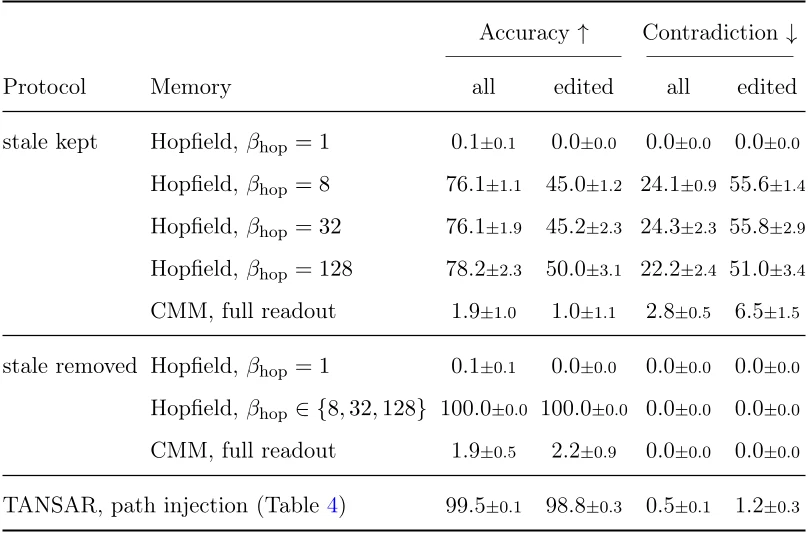 Accuracy ↑ Contradiction ↓
Protocol Memory all edited all edited
stale kept Hopfield, βhop = 1 0.1±0.1 0.0±0.0 0.0±0.0 0.0±0.0
Hopfield, βhop = 8 76.1±1.1 45.0±1.2 24.1±0.9 55.6±1.4
Hopfield, βhop = 32 76.1±1.9 45.2±2.3 24.3±2.3 55.8±2.9
Hopfield, βhop = 128 78.2±2.3 50.0±3.1 22.2±2.4 51.0±3.4
CMM, full readout 1.9±1.0 1.0±1.1 2.8±0.5 6.5±1.5
stale removed Hopfield, βhop = 1 0.1±0.1 0.0±0.0 0.0±0.0 0.0±0.0
Hopfield, βhop ∈ {8, 32, 128} 100.0±0.0 100.0±0.0 0.0±0.0 0.0±0.0
CMM, full readout 1.9±0.5 2.2±0.9 0.0±0.0 0.0±0.0
TANSAR, path injection (Table 4) 99.5±0.1 98.8±0.3 0.5±0.1 1.2±0.3